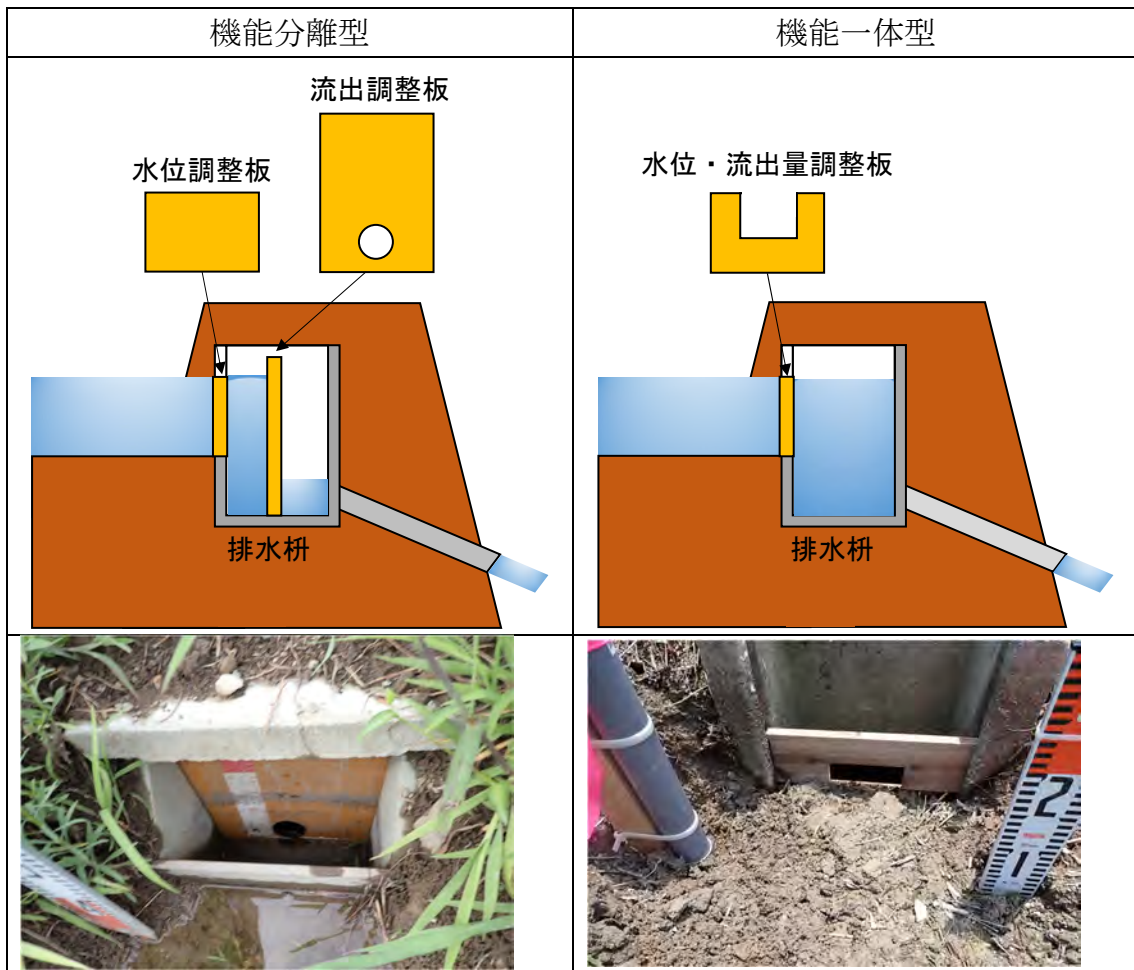 機能分離型
機能一体型
流出調整板
水位調整板
水位・流出量調整板
排水枡
排水枡
2
1